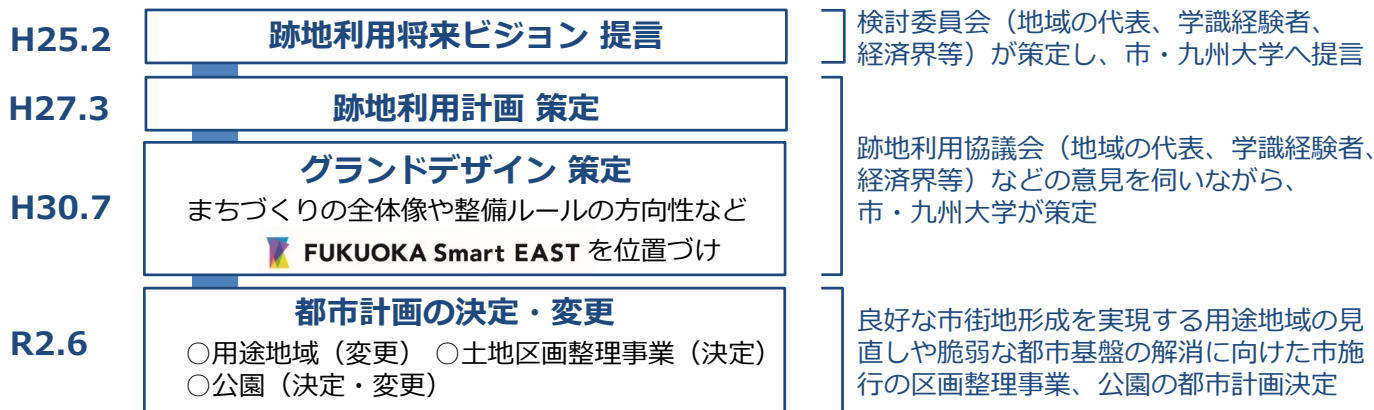 H25.2
跡地利用将来ビジョン 提言
検討委員会（地域の代表、学識経験者、
経済界等）が策定し、市・九州大学へ提言
H27.3
跡地利用計画 策定
H30.7
グランドデザイン 策定
まちづくりの全体像や整備ルールの方向性など
FUKUOKA Smart EAST を位置づけ
跡地利用協議会（地域の代表、学識経験者、
経済界等）などの意見を伺いながら、
市・九州大学が策定
R2.6
都市計画の決定・変更
○用途地域（変更） ○土地区画整理事業（決定）
○公園（決定・変更）
良好な市街地形成を実現する用途地域の見
直しや脆弱な都市基盤の解消に向けた市施
行の区画整理事業、公園の都市計画決定